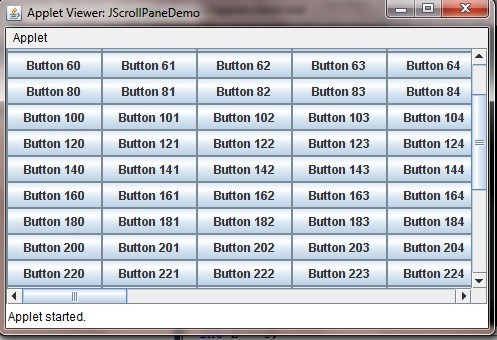 Applet Viewer: JScrollPaneDemo
Applet
Button 60 Button 61 Button 62 Button 63 Button 64
Button 80 Button 81 Button 82 Button 83 Button 84
Button 100 Button 101 Button 102 Button 103 Button 104
Button 120 Button 121 Button 122 Button 123 Button 124
Button 140 Button 141 Button 142 Button 143 Button 144
Button 160 Button 161 Button 162 Button 163 Button 164
Button 180 Button 181 Button 182 Button 183 Button 184
Button 200 Button 201 Button 202 Button 203 Button 204
Button 220 Button 221 Button 222 Button 223 Button 224
Applet started.